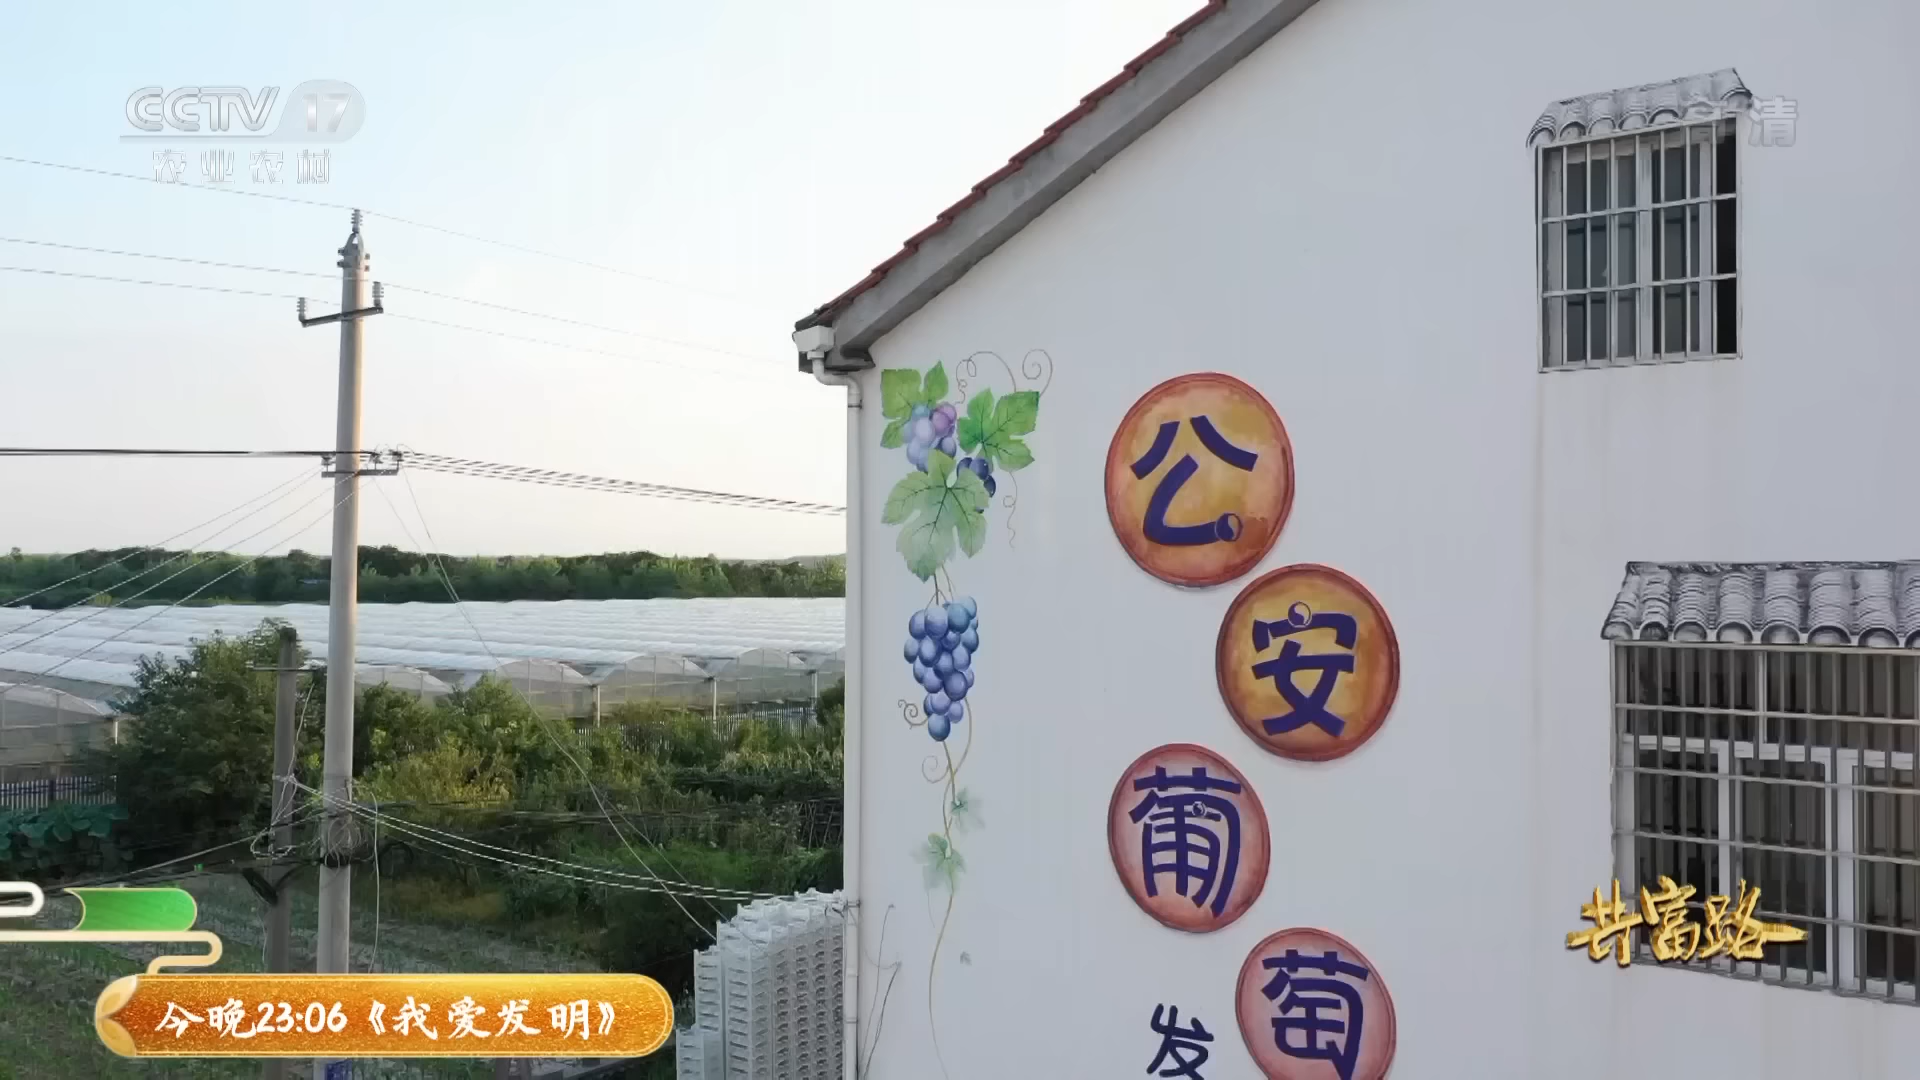 CCTV 17
农业农村
高清
公
安
葡
萄
发
共富路
今晚23:06《我爱发明》